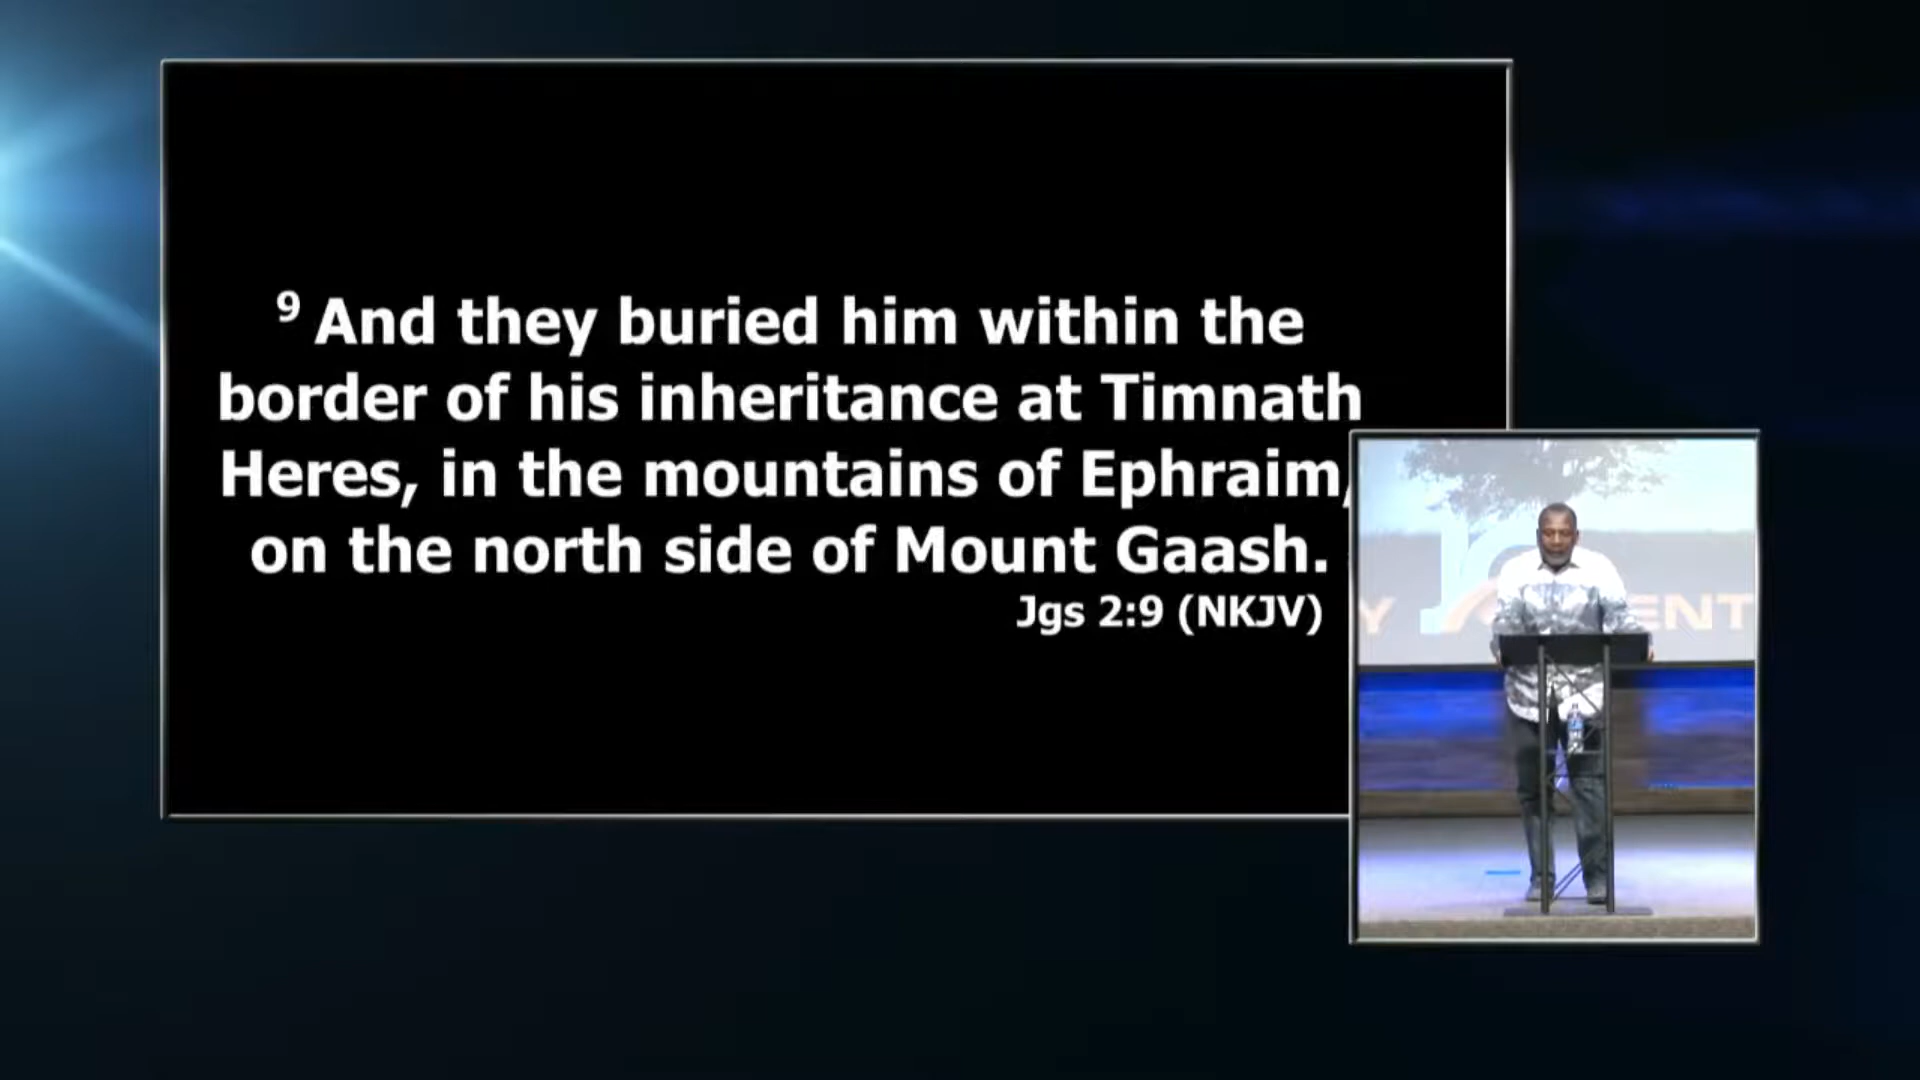 9 And they buried him within the
border of his inheritance at Timnath
Heres, in the mountains of Ephraim,
on the north side of Mount Gaash.
Jgs 2:9 (NKJV)